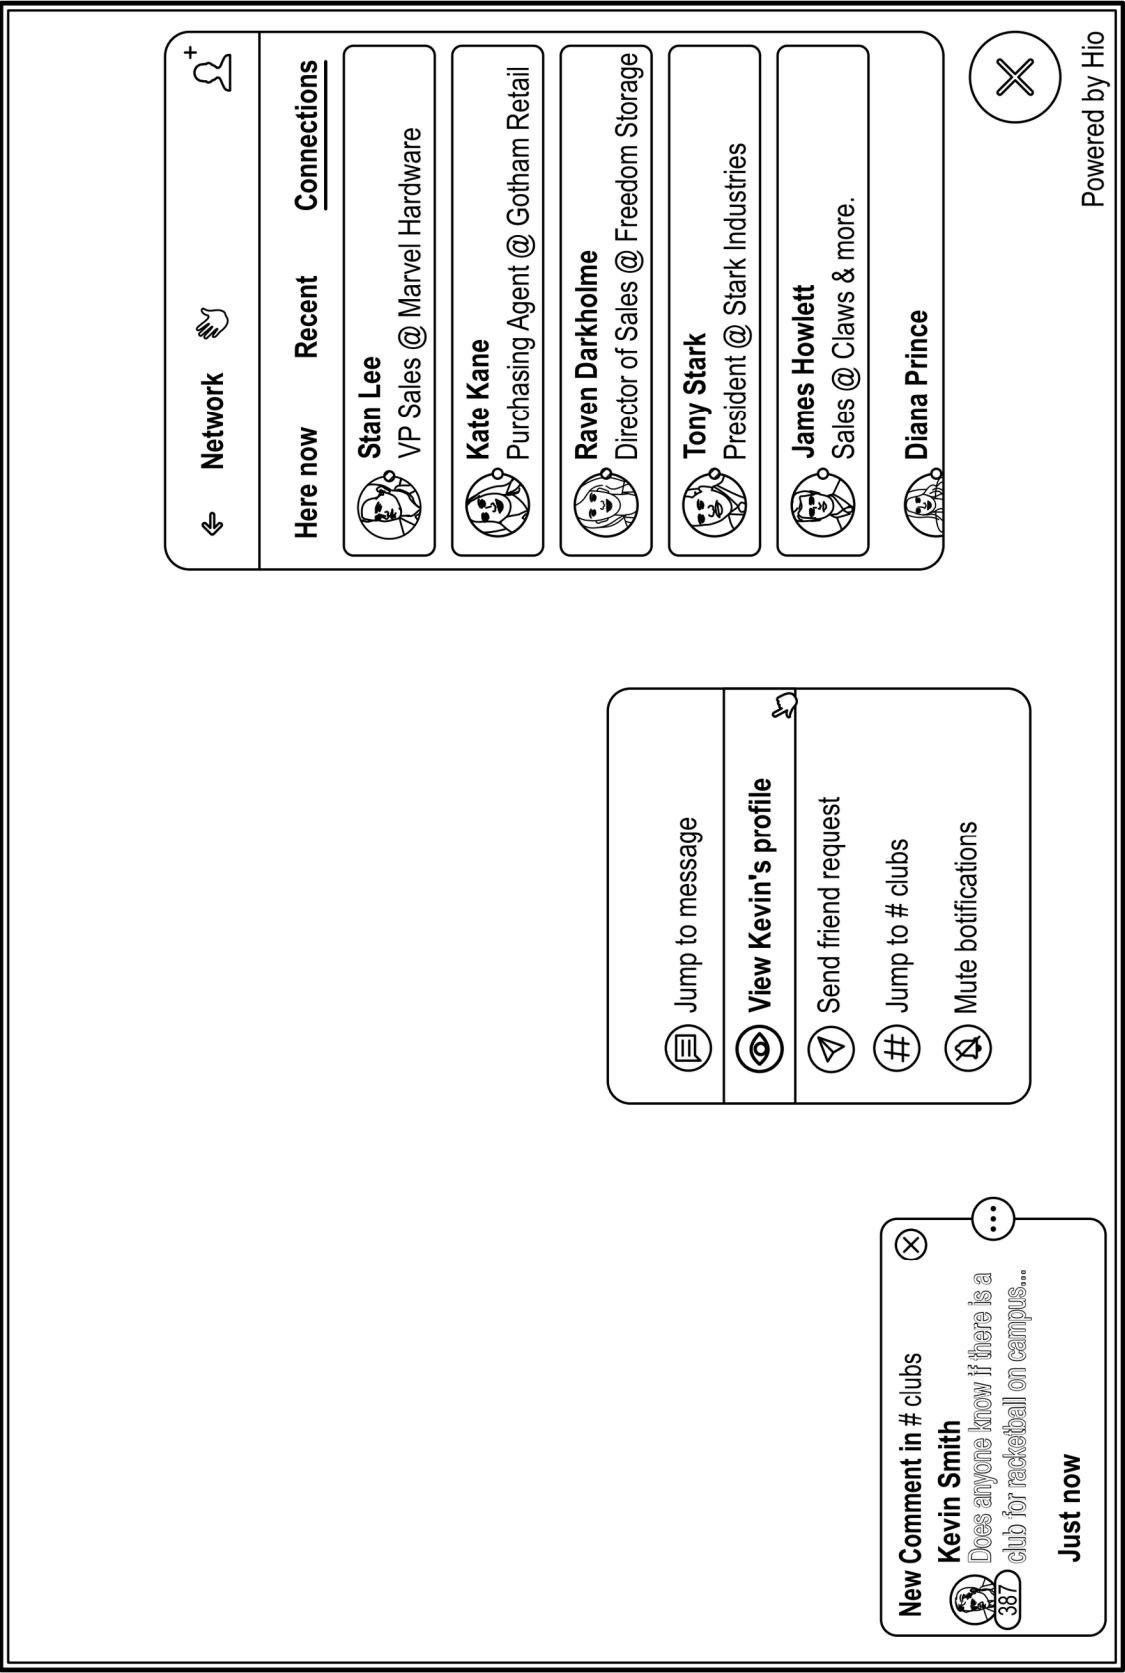 Network
Here now Recent Connections
Stan Lee
VP Sales @ Marvel Hardware
Kate Kane
Purchasing Agent @ Gotham Retail
Raven Darkholme
Director of Sales @ Freedom Storage
Tony Stark
President @ Stark Industries
James Howlett
Sales @ Claws & more.
Diana Prince
Jump to message
View Kevin's profile
Send friend request
# Jump to # clubs
Mute botifications
New Comment in # clubs
Kevin Smith
Does anyone know if there is a
club for racketball on campus...
387
Just now
Powered by Hio